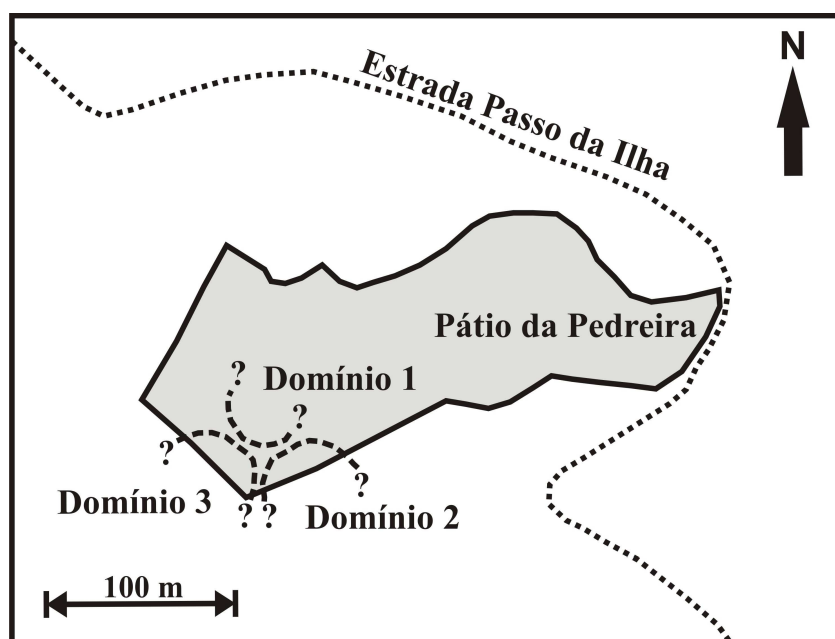 N
Estrada Passo da Ilha
Pátio da Pedreira
?
Domínio 1
?
?
Domínio 3
? ?
Domínio 2
?
100 m